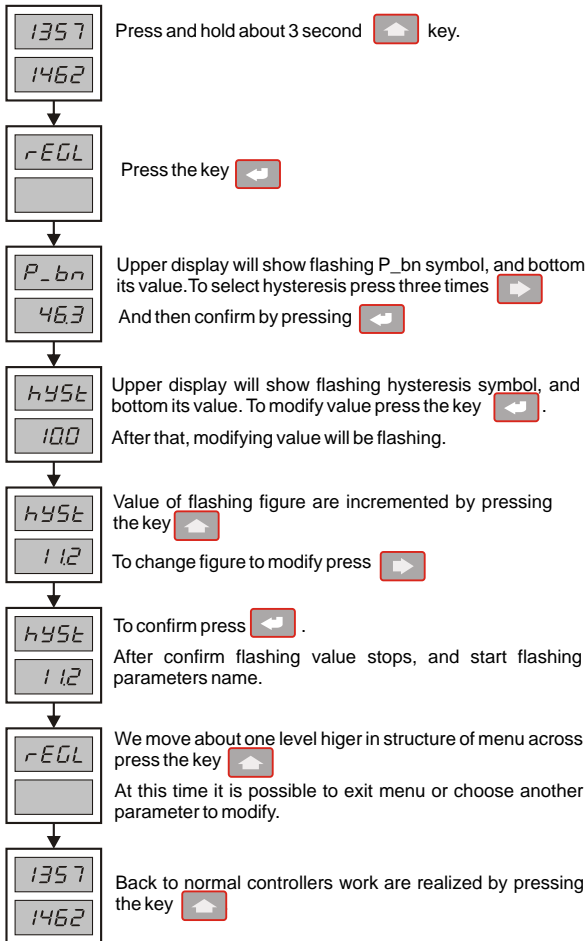 1357
Press and hold about 3 second key.
1462
rEGL
Press the key
P_bn
Upper display will show flashing P_bn symbol, and bottom
its value.To select hysteresis press three times
46.3
And then confirm by pressing
hYSt
Upper display will show flashing hysteresis symbol, and
bottom its value. To modify value press the key .
10.0
After that, modifying value will be flashing.
hYSt
Value of flashing figure are incremented by pressing
the key
11.2
To change figure to modify press
hYSt
To confirm press .
11.2
After confirm flashing value stops, and start flashing
parameters name.
rEGL
We move about one level higer in structure of menu across
press the key
At this time it is possible to exit menu or choose another
parameter to modify.
1357
Back to normal controllers work are realized by pressing
the key
1462